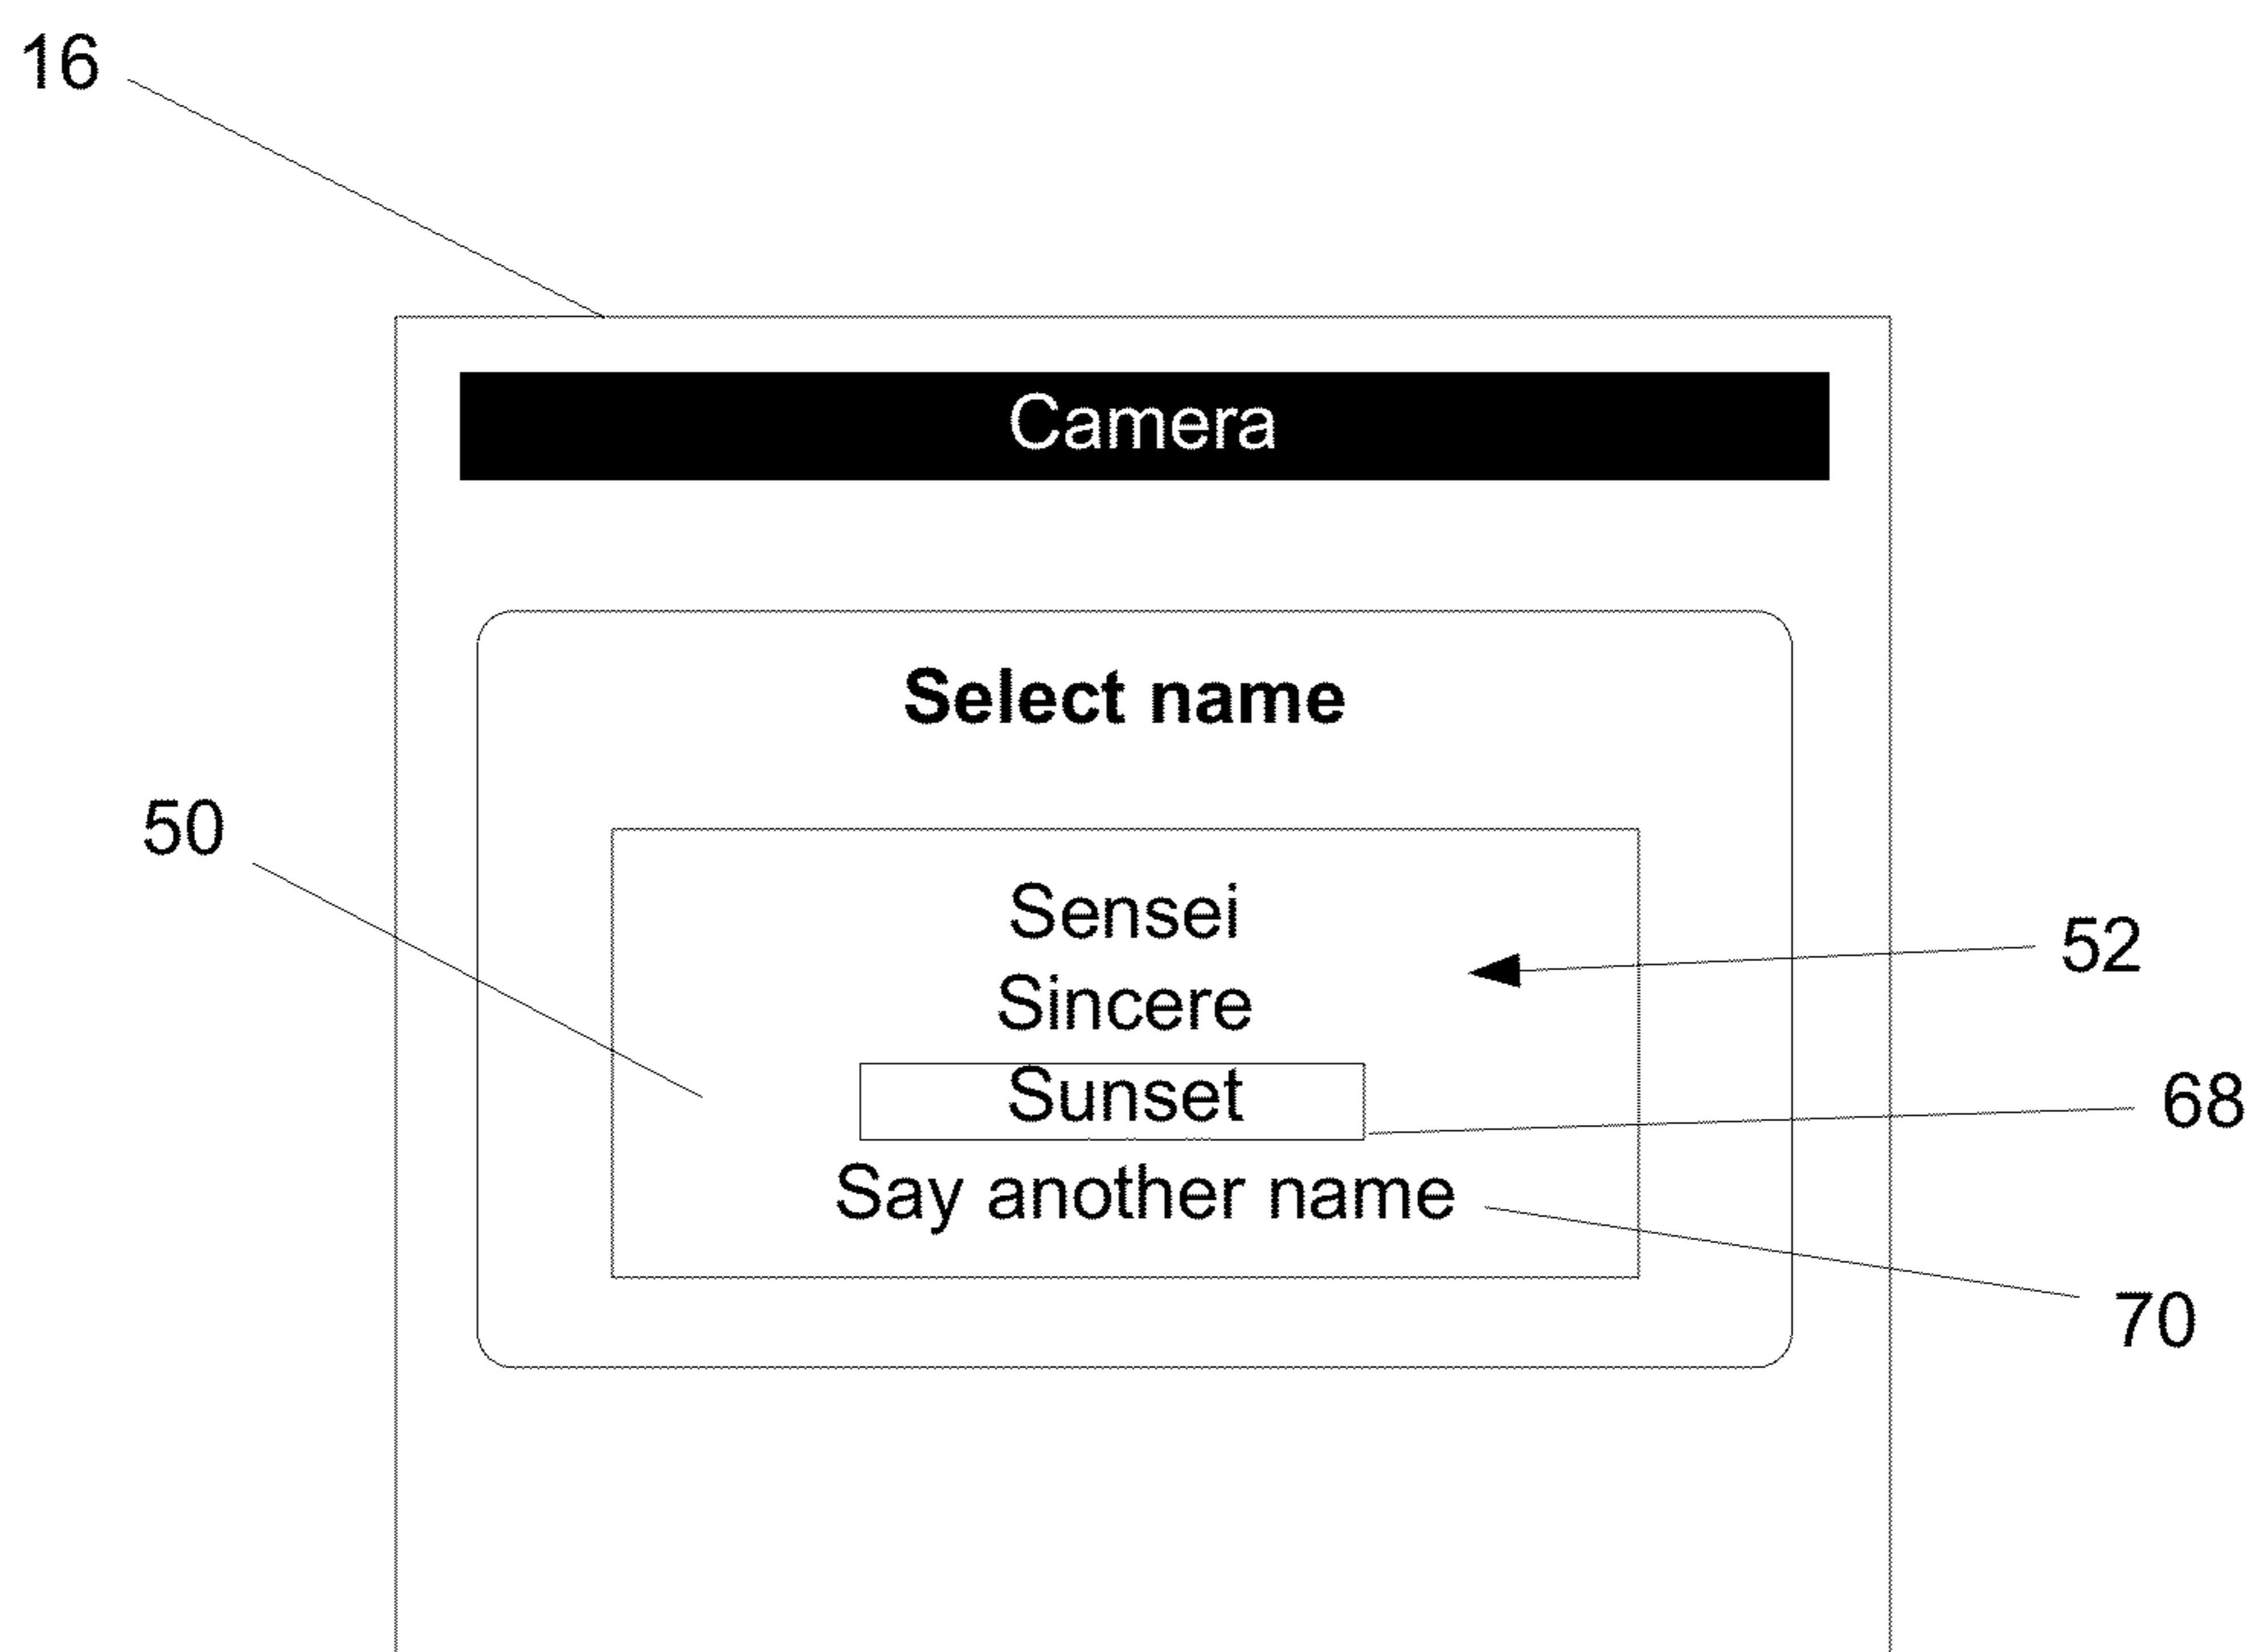 16
Camera
Select name
50
Sensei
52
Sincere
Sunset
68
Say another name
70